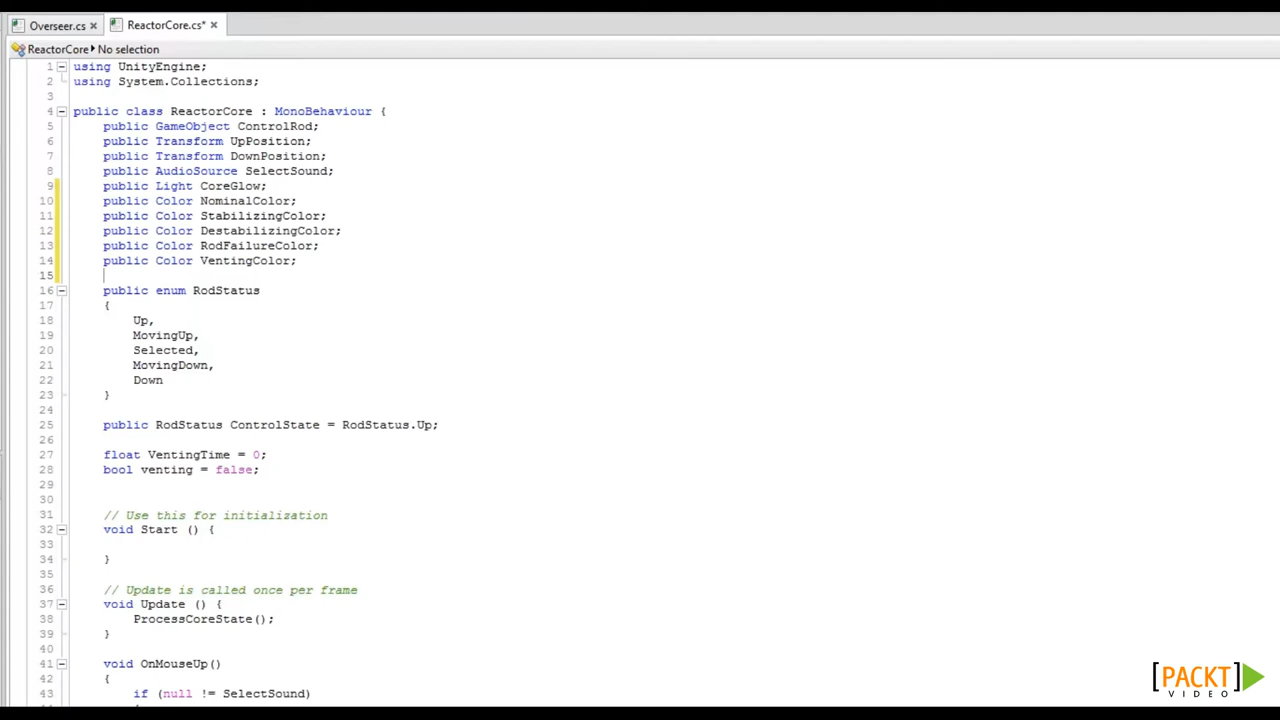 Overseer.cs × ReactorCore.cs* ×
ReactorCore ▸ No selection
1 using UnityEngine;
2 using System.Collections;
3
4 public class ReactorCore : MonoBehaviour {
5 public GameObject ControlRod;
6 public Transform UpPosition;
7 public Transform DownPosition;
8 public AudioSource SelectSound;
9 public Light CoreGlow;
10 public Color NominalColor;
11 public Color StabilizingColor;
12 public Color DestabilizingColor;
13 public Color RodFailureColor;
14 public Color VentingColor;
15
16 public enum RodStatus
17 {
18 Up,
19 MovingUp,
20 Selected,
21 MovingDown,
22 Down
23 }
24
25 public RodStatus ControlState = RodStatus.Up;
26
27 float VentingTime = 0;
28 bool venting = false;
29
30
31 // Use this for initialization
32 void Start () {
33
34 }
35
36 // Update is called once per frame
37 void Update () {
38 ProcessCoreState();
39 }
40
41 void OnMouseUp()
42 {
43 if (null != SelectSound)
[PACKT]
VIDEO